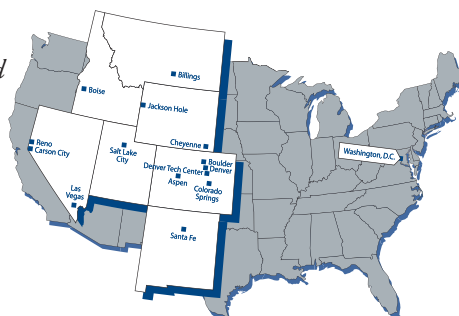 d
Billings
Boise
Jackson Hole
Cheyenne
Reno
Carson City
Salt Lake
City
Boulder
Denver
Denver Tech Center
Aspen
Colorado
Springs
Las
Vegas
Santa Fe
Washington, D.C.